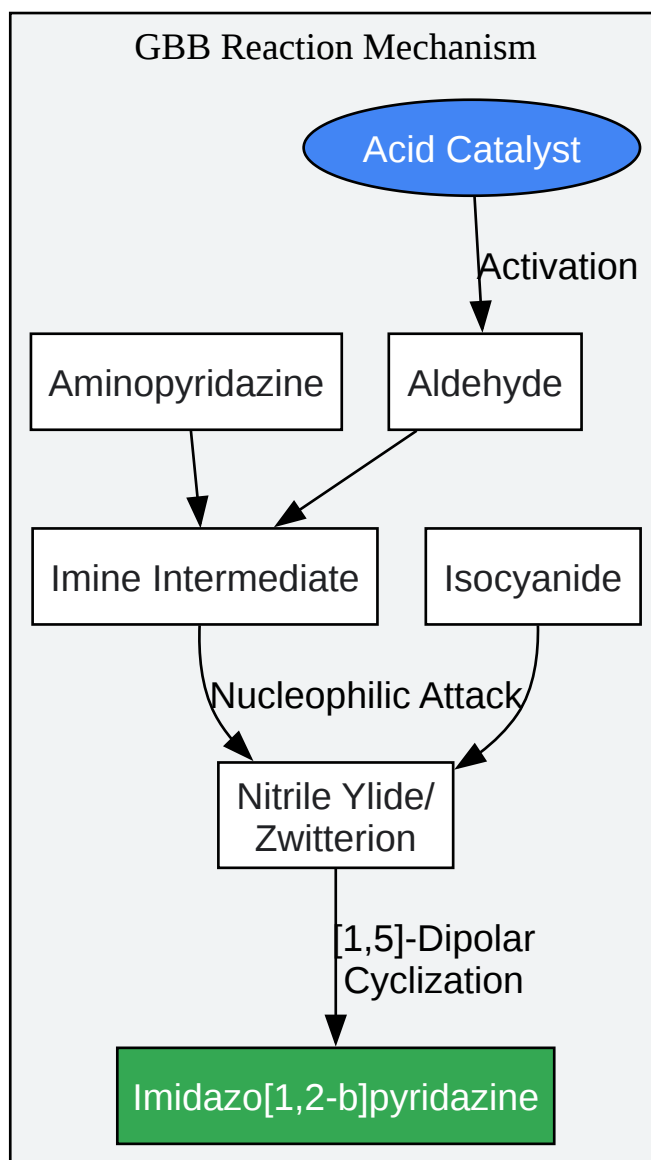 GBB Reaction Mechanism
Acid Catalyst
Activation
Aminopyridazine
Aldehyde
Imine Intermediate
Isocyanide
Nucleophilic Attack
Nitrile Ylide/
Zwitterion
[1,5]-Dipolar
Cyclization
Imidazo[1,2-b]pyridazine